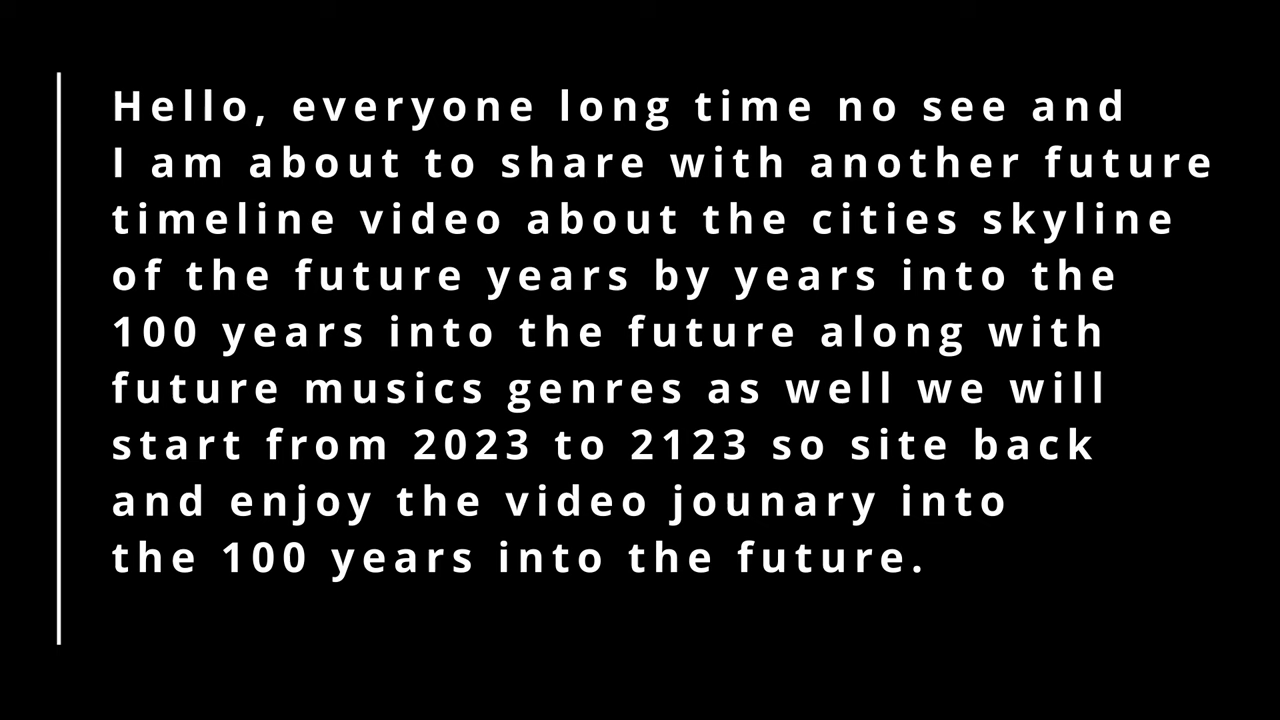 Hello, everyone long time no see and
I am about to share with another future
timeline video about the cities skyline
of the future years by years into the
100 years into the future along with
future musics genres as well we will
start from 2023 to 2123 so site back
and enjoy the video jounary into
the 100 years into the future.